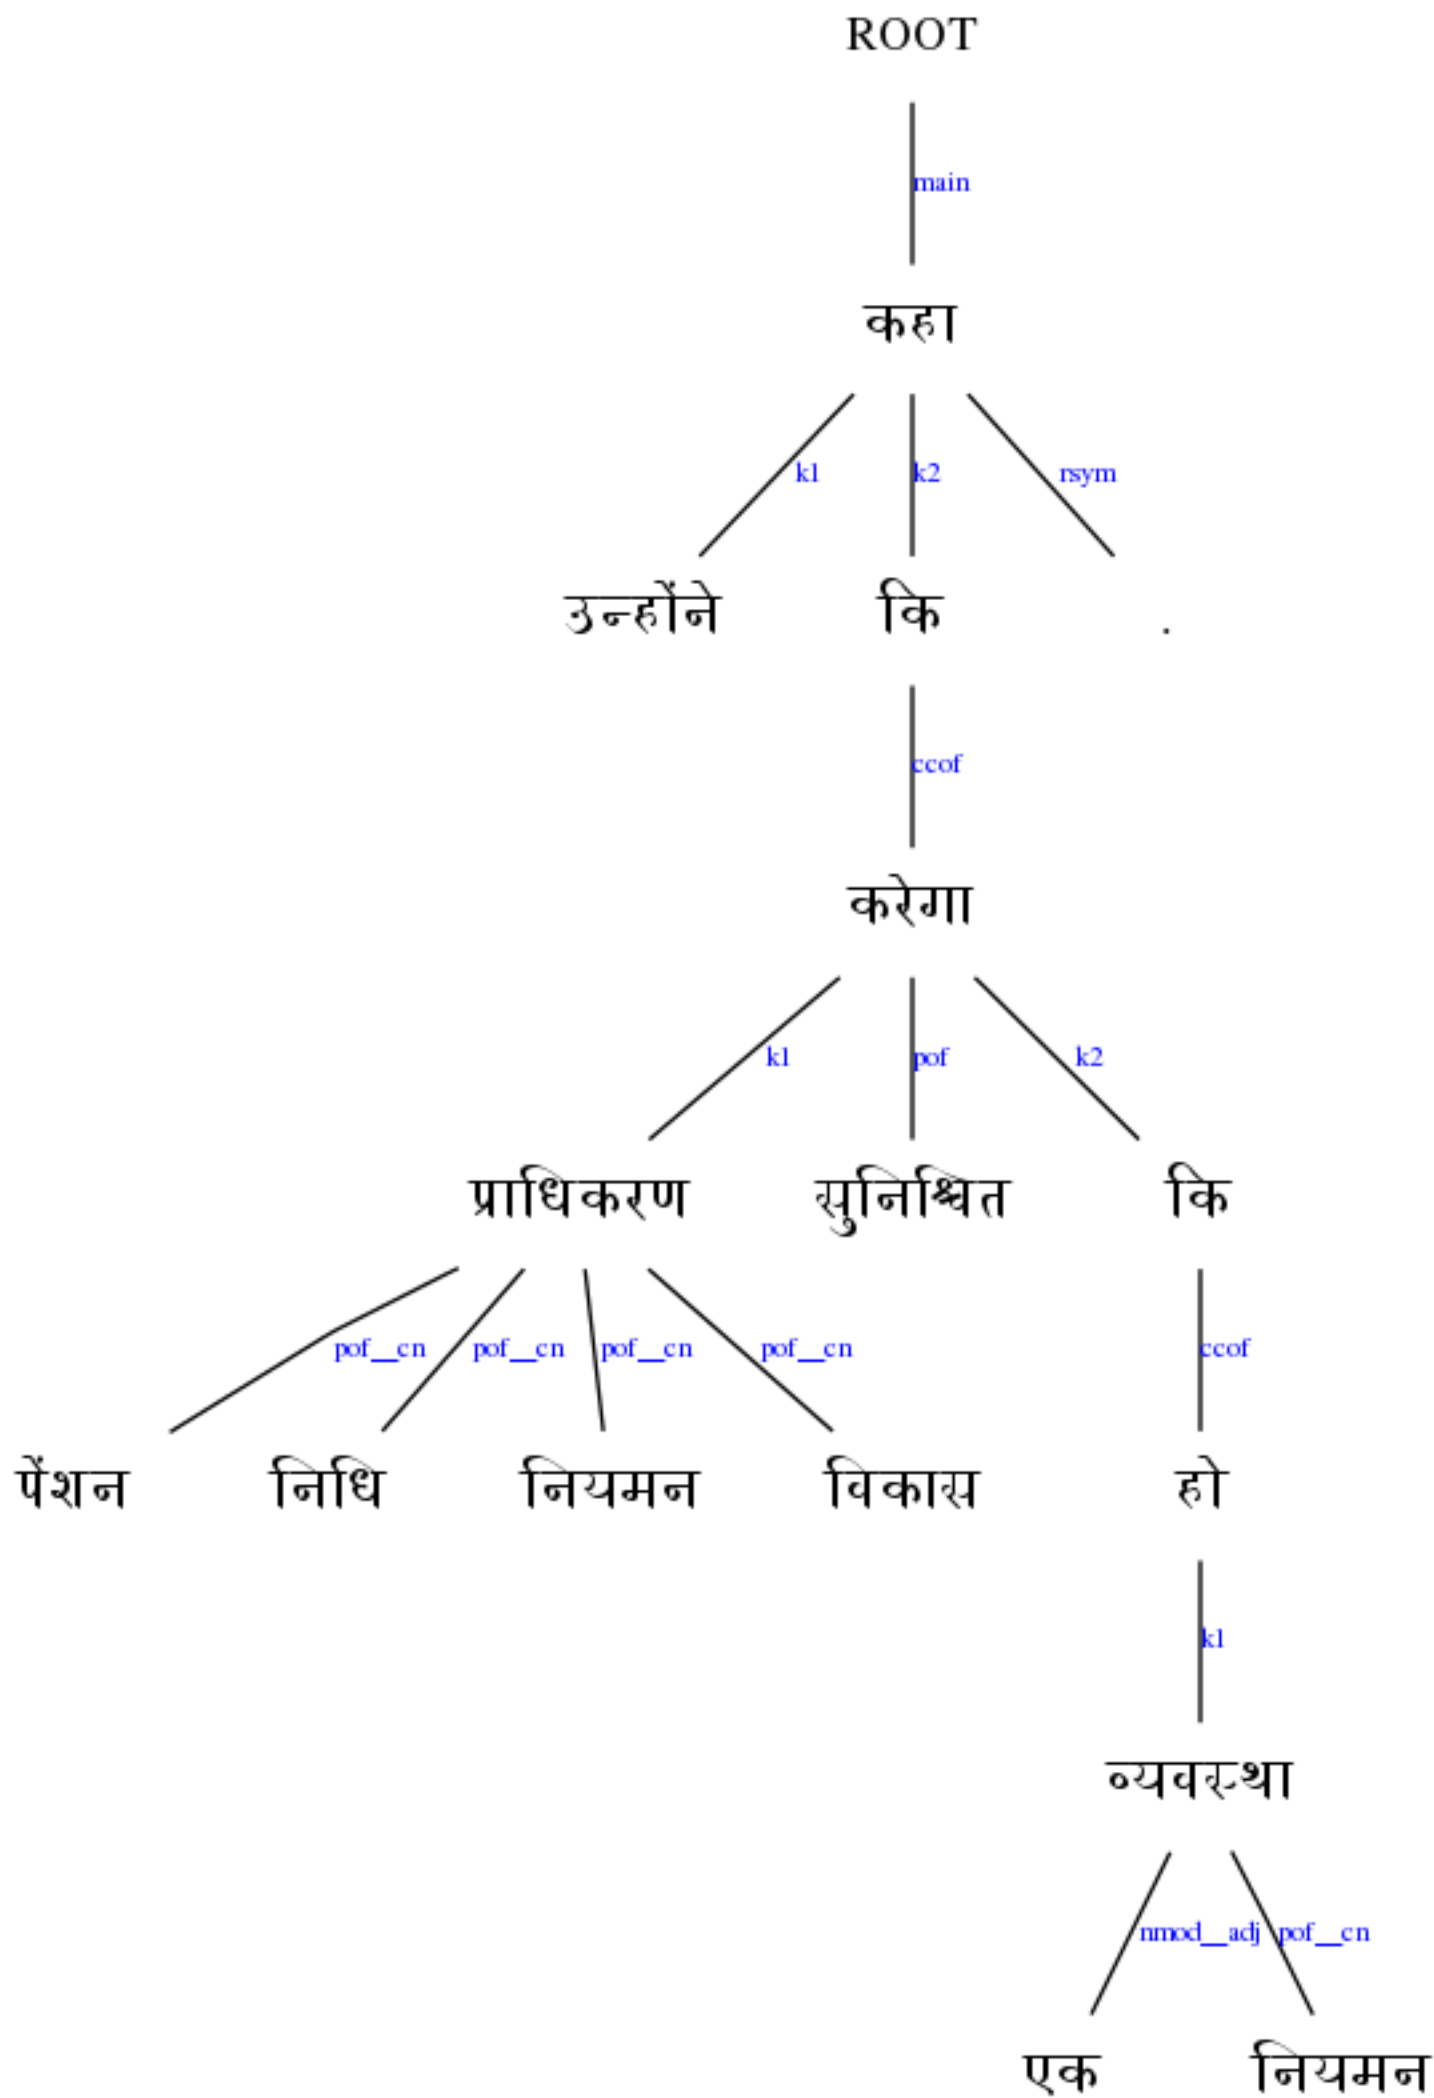 ROOT
main
कहा
k1 k2 rsym
उन्होंने कि .
ccof
करेगा
k1 pof k2
प्राधिकरण सुनिश्चित कि
pof__cn pof__cn pof__cn pof__cn ccof
पेंशन निधि नियमन विकास हो
k1
व्यवस्था
nmod__adj pof__cn
एक नियमन